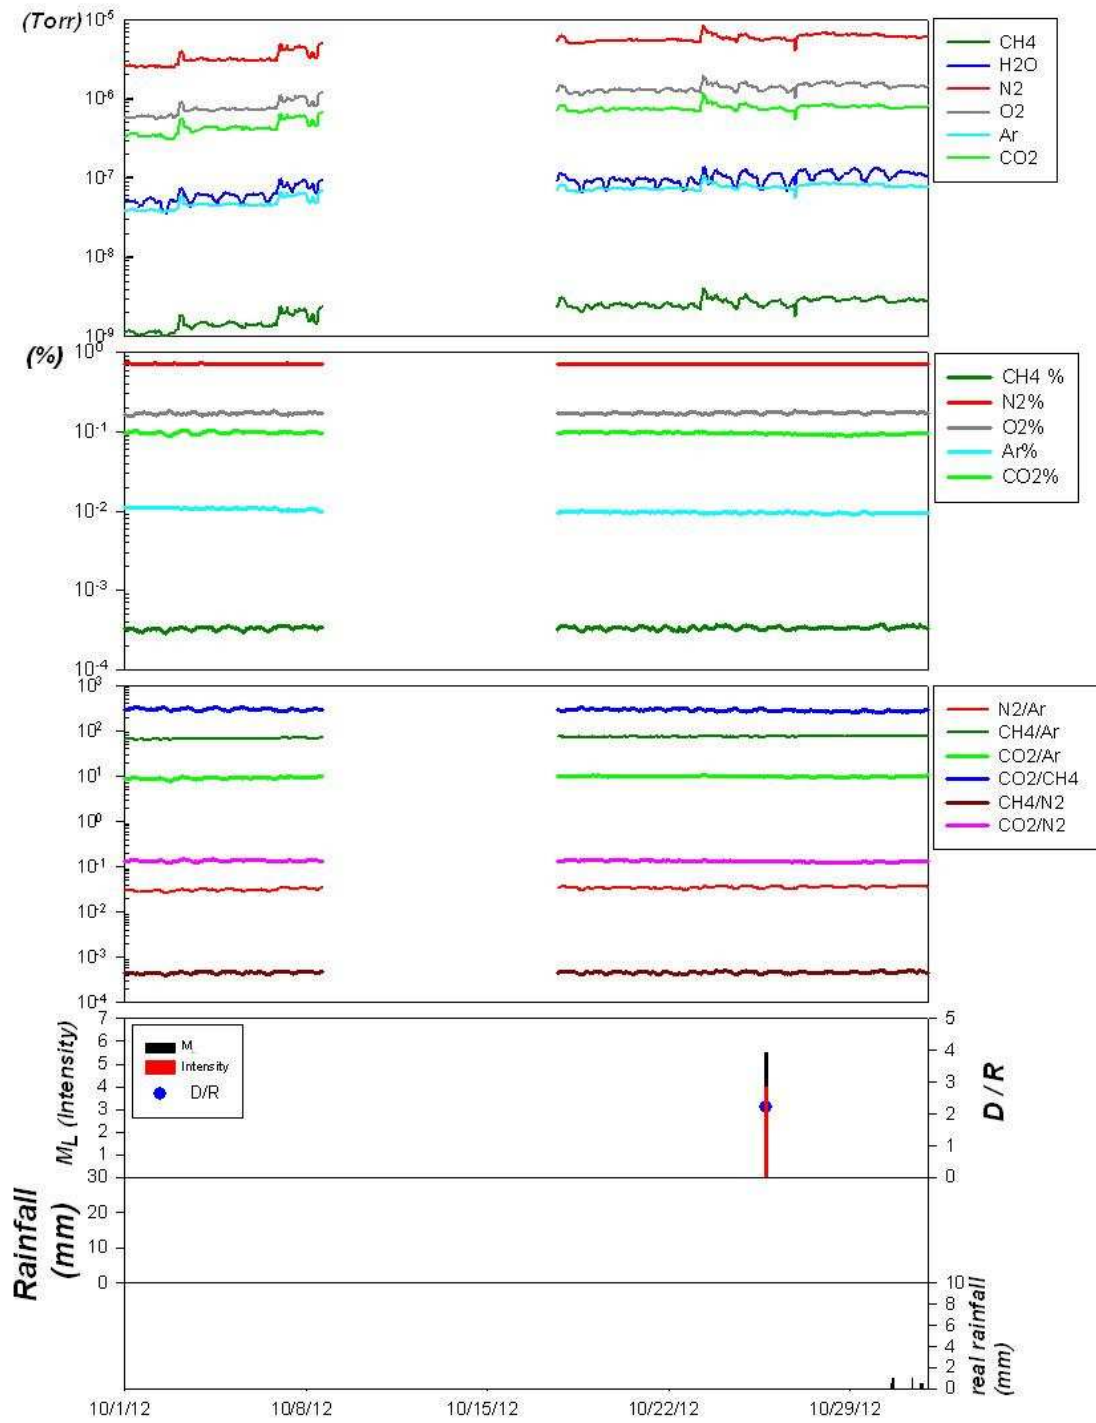 (Torr)
10⁻⁵
10⁻⁶
10⁻⁷
10⁻⁸
10⁻⁹
CH4
H2O
N2
O2
Ar
CO2
(%)
10⁰
10⁻¹
10⁻²
10⁻³
10⁻⁴
CH4 %
N2%
O2%
Ar%
CO2%
10³
10²
10¹
10⁰
10⁻¹
10⁻²
10⁻³
10⁻⁴
N2/Ar
CH4/Ar
CO2/Ar
CO2/CH4
CH4/N2
CO2/N2
M_L (Intensity)
7
6
5
4
3
2
1
30
M_L
Intensity
D/R
5
4
3
2
1
0
D / R
Rainfall
(mm)
20
10
0
10
8
6
4
2
0
real rainfall
(mm)
10/1/12 10/8/12 10/15/12 10/22/12 10/29/12